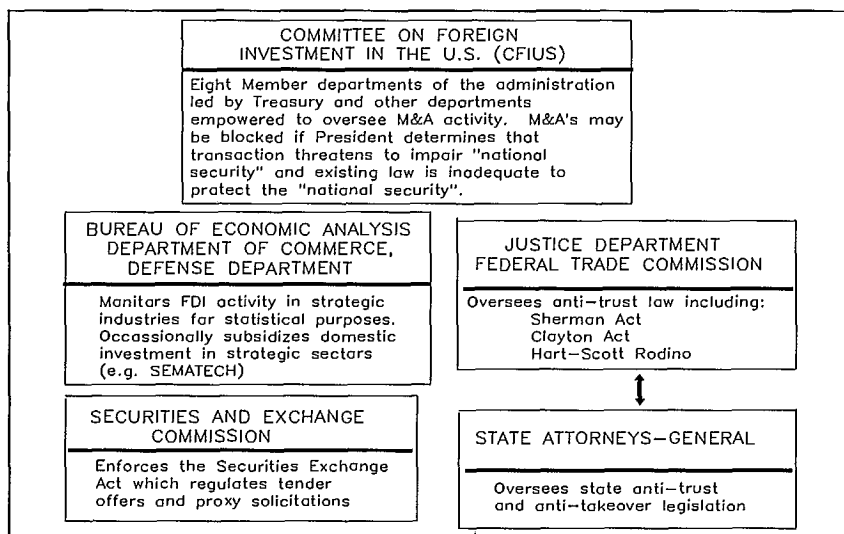 COMMITTEE ON FOREIGN
INVESTMENT IN THE U.S. (CFIUS)
Eight Member departments of the administration
led by Treasury and other departments
empowered to oversee M&A activity. M&A's may
be blocked if President determines that
transaction threatens to impair "national
security" and existing law is inadequate to
protect the "national security".
BUREAU OF ECONOMIC ANALYSIS
DEPARTMENT OF COMMERCE,
DEFENSE DEPARTMENT
Manitars FDI activity in strategic
industries far statistical purposes.
Occassionally subsidizes domestic
investment in strategic sectors
(e.g. SEMATECH)
JUSTICE DEPARTMENT
FEDERAL TRADE COMMISSION
Oversees anti-trust law including:
Sherman Act
Clayton Act
Hart-Scott Rodino
SECURITIES AND EXCHANGE
COMMISSION
Enforces the Securities Exchange
Act which regulates tender
offers and proxy solicitations
STATE ATTORNEYS-GENERAL
Oversees state anti-trust
and anti-takeover legislation